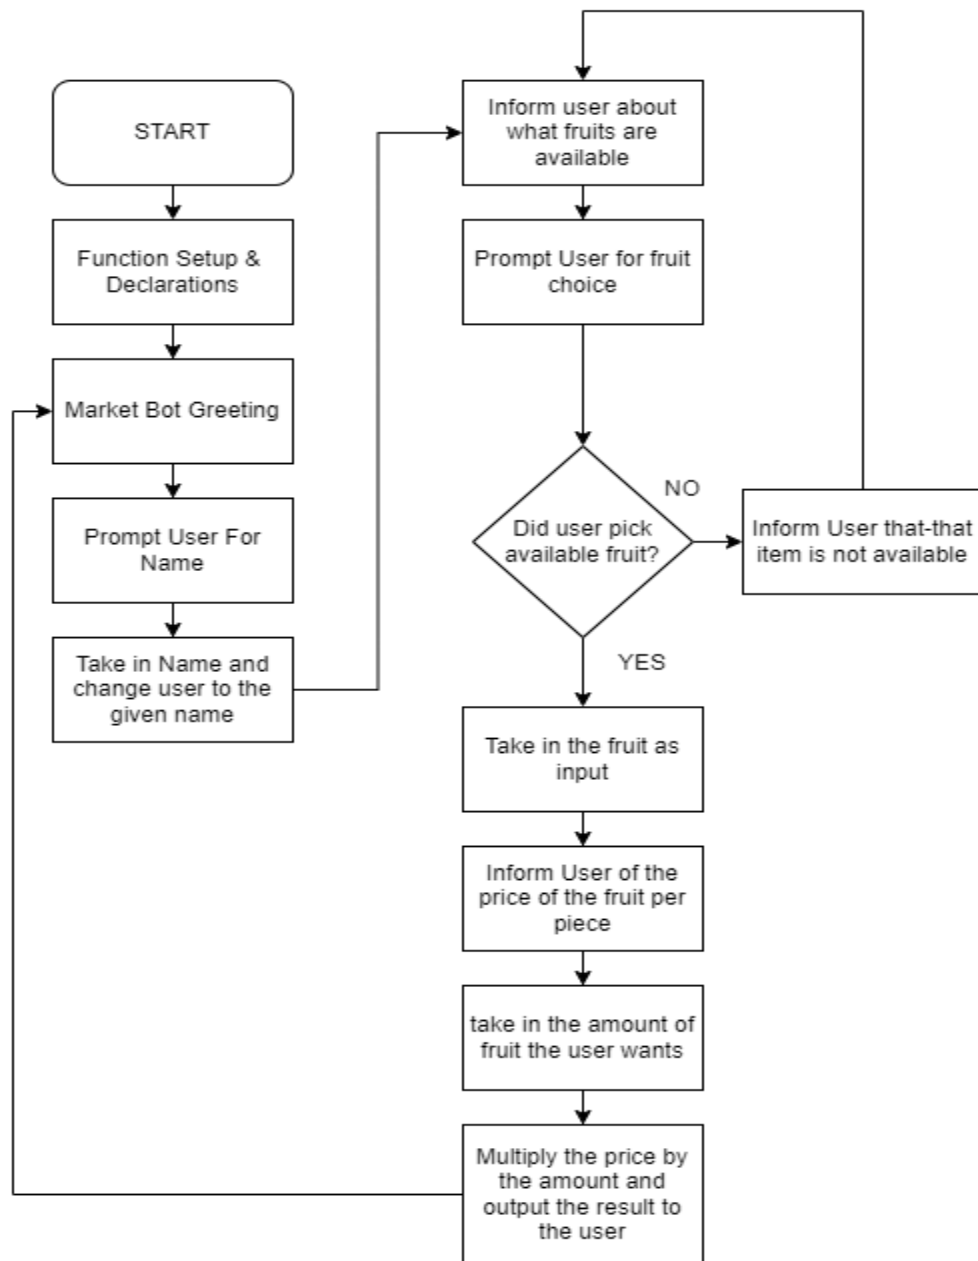 START
Function Setup &
Declarations
Market Bot Greeting
Prompt User For
Name
Take in Name and
change user to the
given name
Inform user about
what fruits are
available
Prompt User for fruit
choice
Did user pick
available fruit?
NO
Inform User that-that
item is not available
YES
Take in the fruit as
input
Inform User of the
price of the fruit per
piece
take in the amount of
fruit the user wants
Multiply the price by
the amount and
output the result to
the user